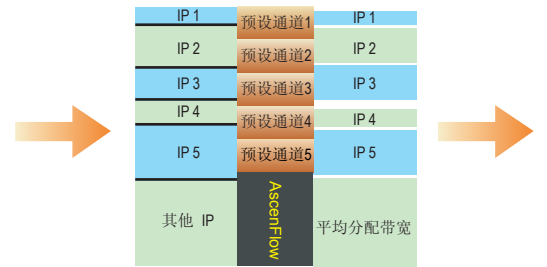 IP 1 预设通道1 IP 1
IP 2 预设通道2 IP 2
IP 3 预设通道3 IP 3
IP 4 预设通道4 IP 4
IP 5 预设通道5 IP 5
其他 IP AscenFlow 平均分配带宽